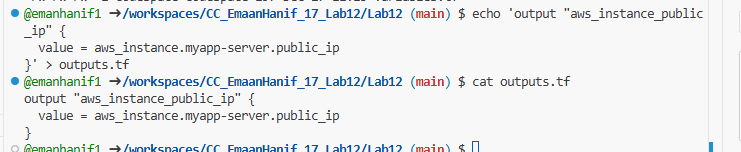 @emanhanif1 ➜/workspaces/CC_EmaanHanif_17_Lab12/Lab12 (main) $ echo 'output "aws_instance_public
_ip" {
  value = aws_instance.myapp-server.public_ip
}' > outputs.tf
@emanhanif1 ➜/workspaces/CC_EmaanHanif_17_Lab12/Lab12 (main) $ cat outputs.tf
output "aws_instance_public_ip" {
  value = aws_instance.myapp-server.public_ip
}
@emanhanif1 ➜/workspaces/CC_EmaanHanif_17_Lab12/Lab12 (main) $